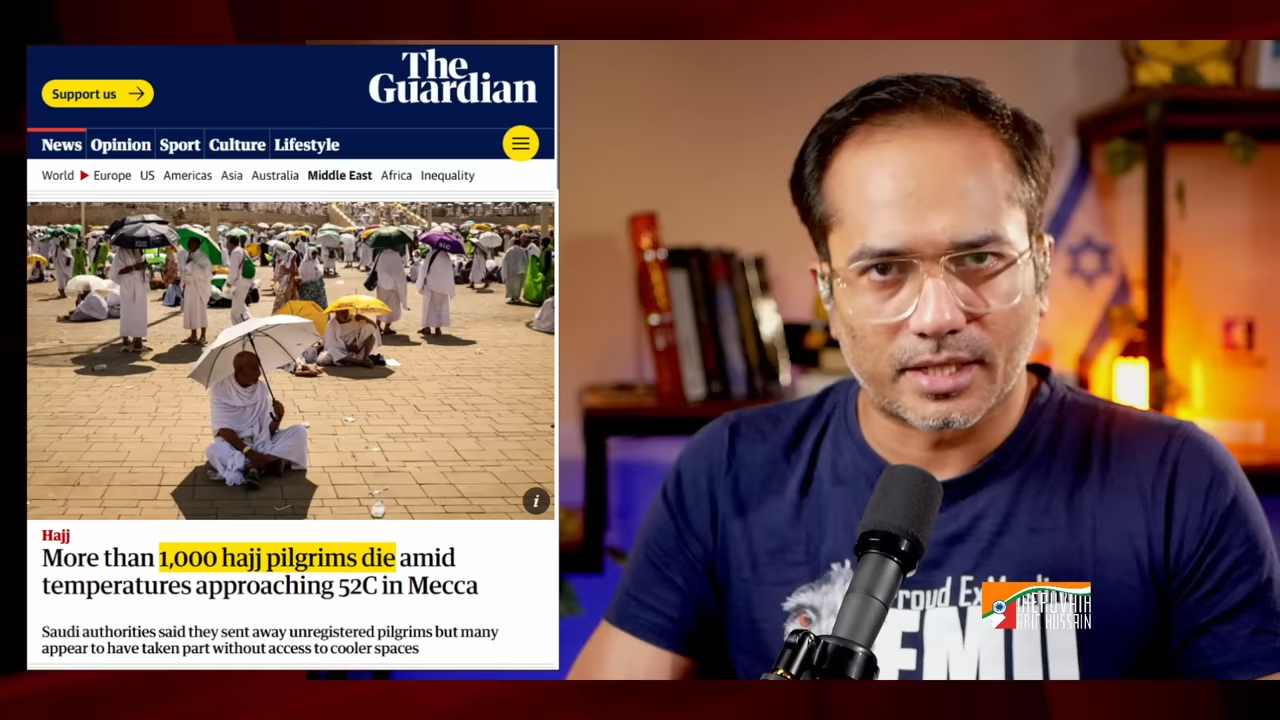 Support us
The
Guardian
News Opinion Sport Culture Lifestyle
World Europe US Americas Asia Australia Middle East Africa Inequality
i
Hajj
More than 1,000 hajj pilgrims die amid
temperatures approaching 52C in Mecca
Saudi authorities said they sent away unregistered pilgrims but many
appear to have taken part without access to cooler spaces
ARIF HUSSAIN